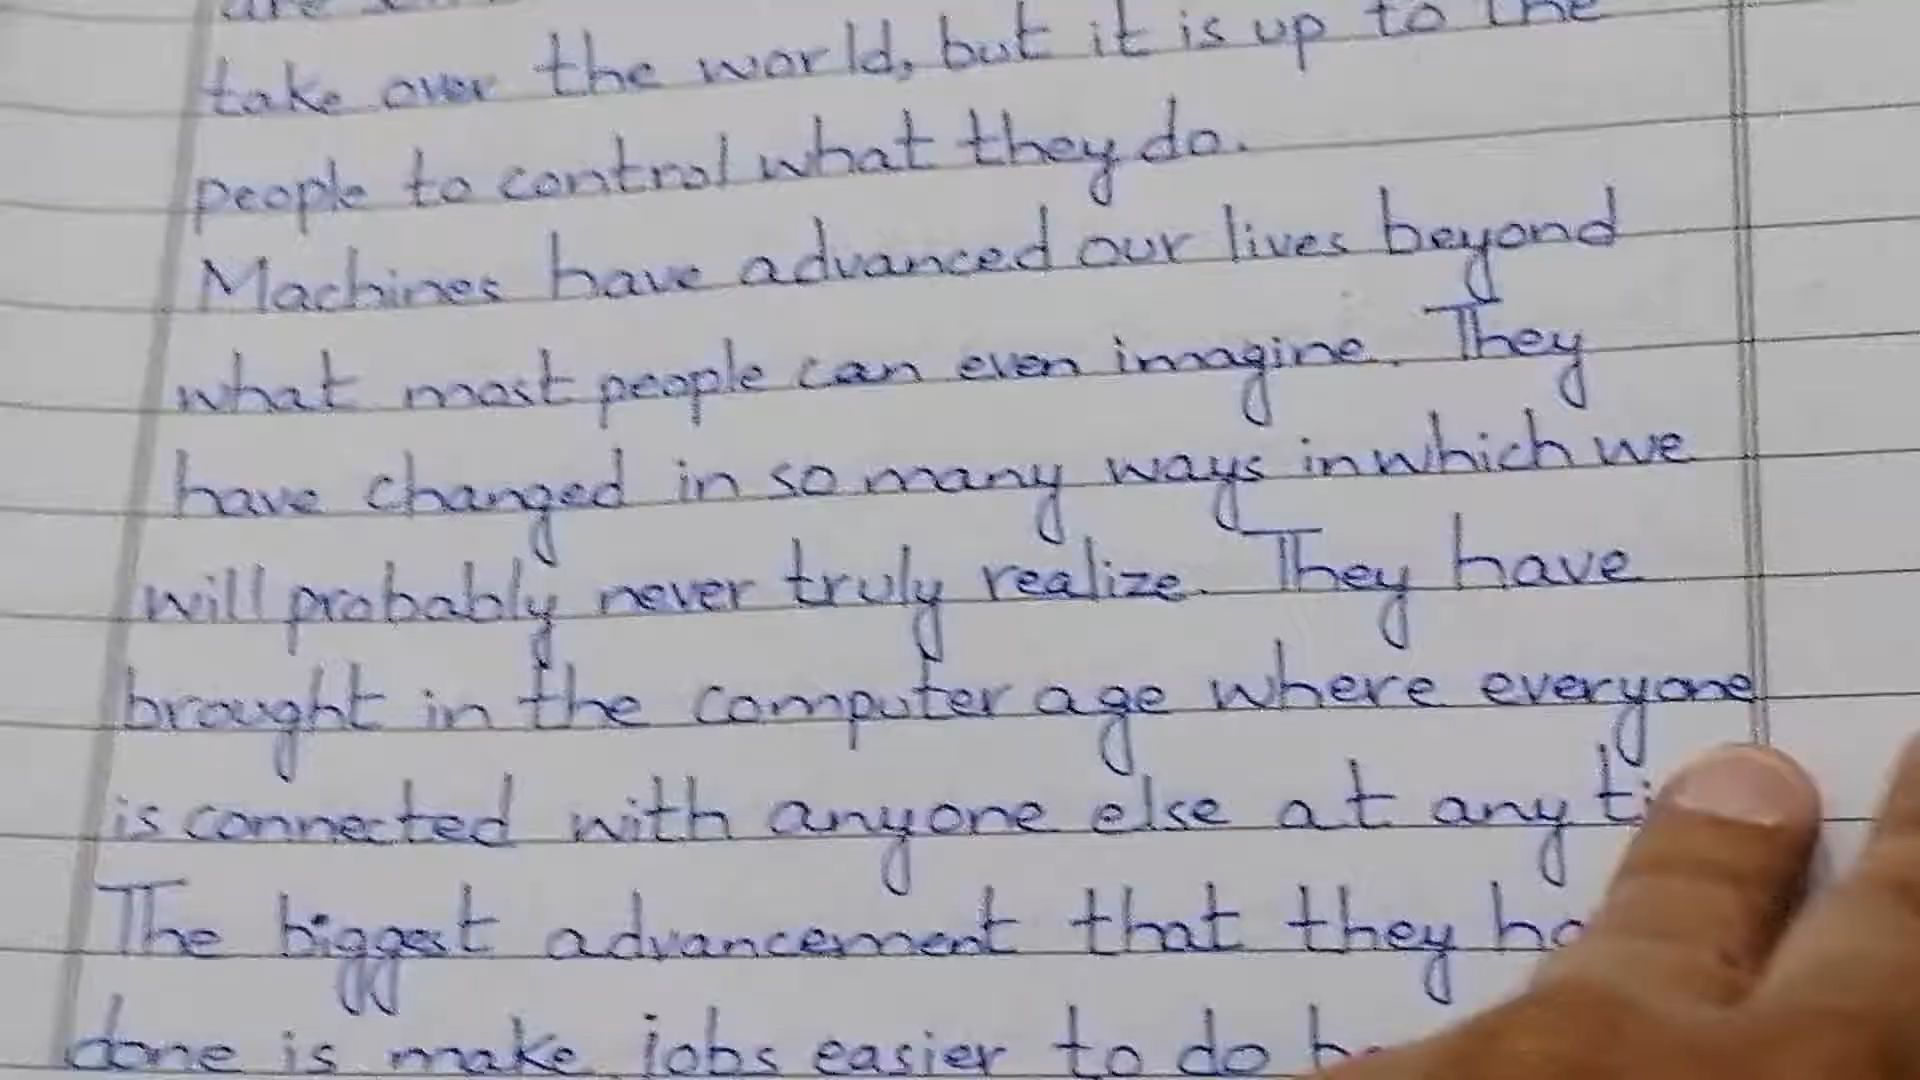 take over the world, but it is up to the
people to control what they do.
Machines have advanced our lives beyond
what most people can even imagine. They
have changed in so many ways in which we
will probably never truly realize. They have
brought in the computer age where everyone
is connected with anyone else at any
The biggest advancement that they
done is make jobs easier to do